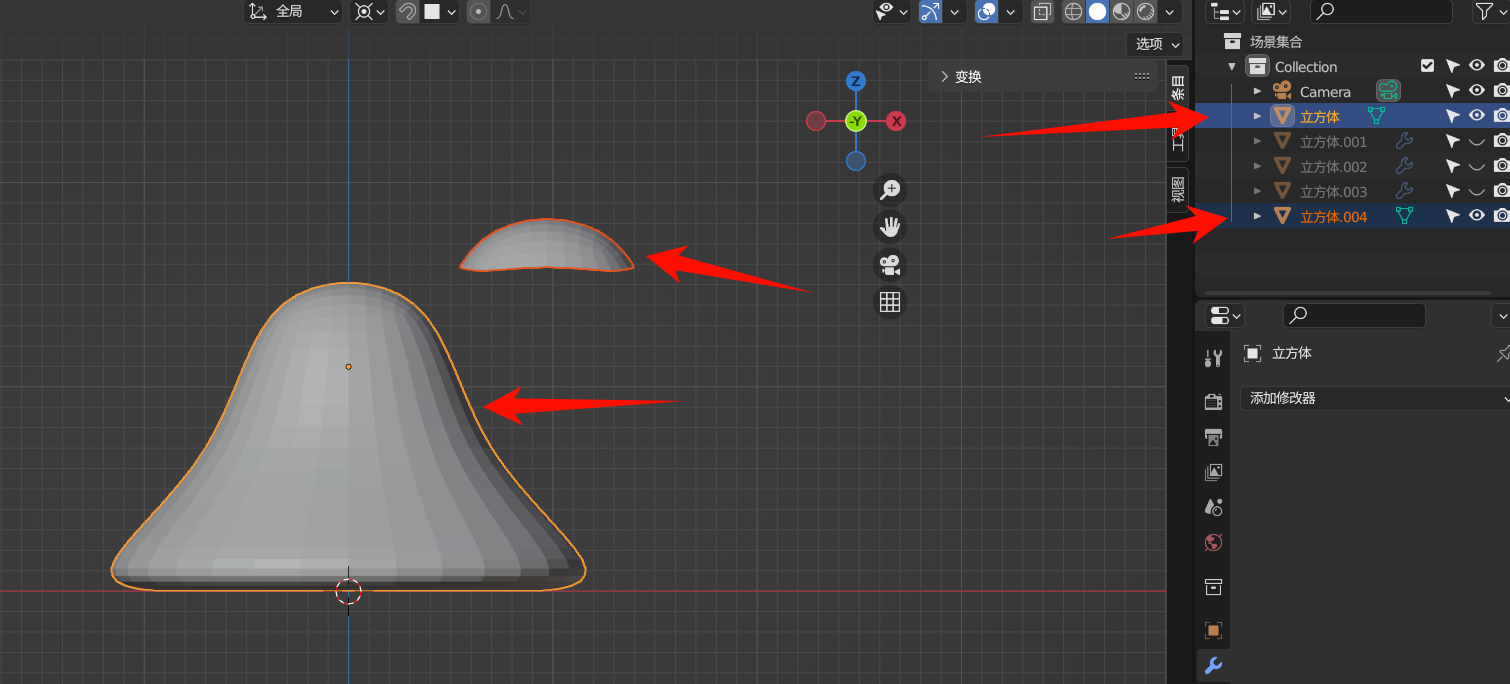 全局
选项
变换
Z
-Y
X
条目
工具
视图
场景集合
Collection
Camera
立方体
立方体.001
立方体.002
立方体.003
立方体.004
立方体
添加修改器